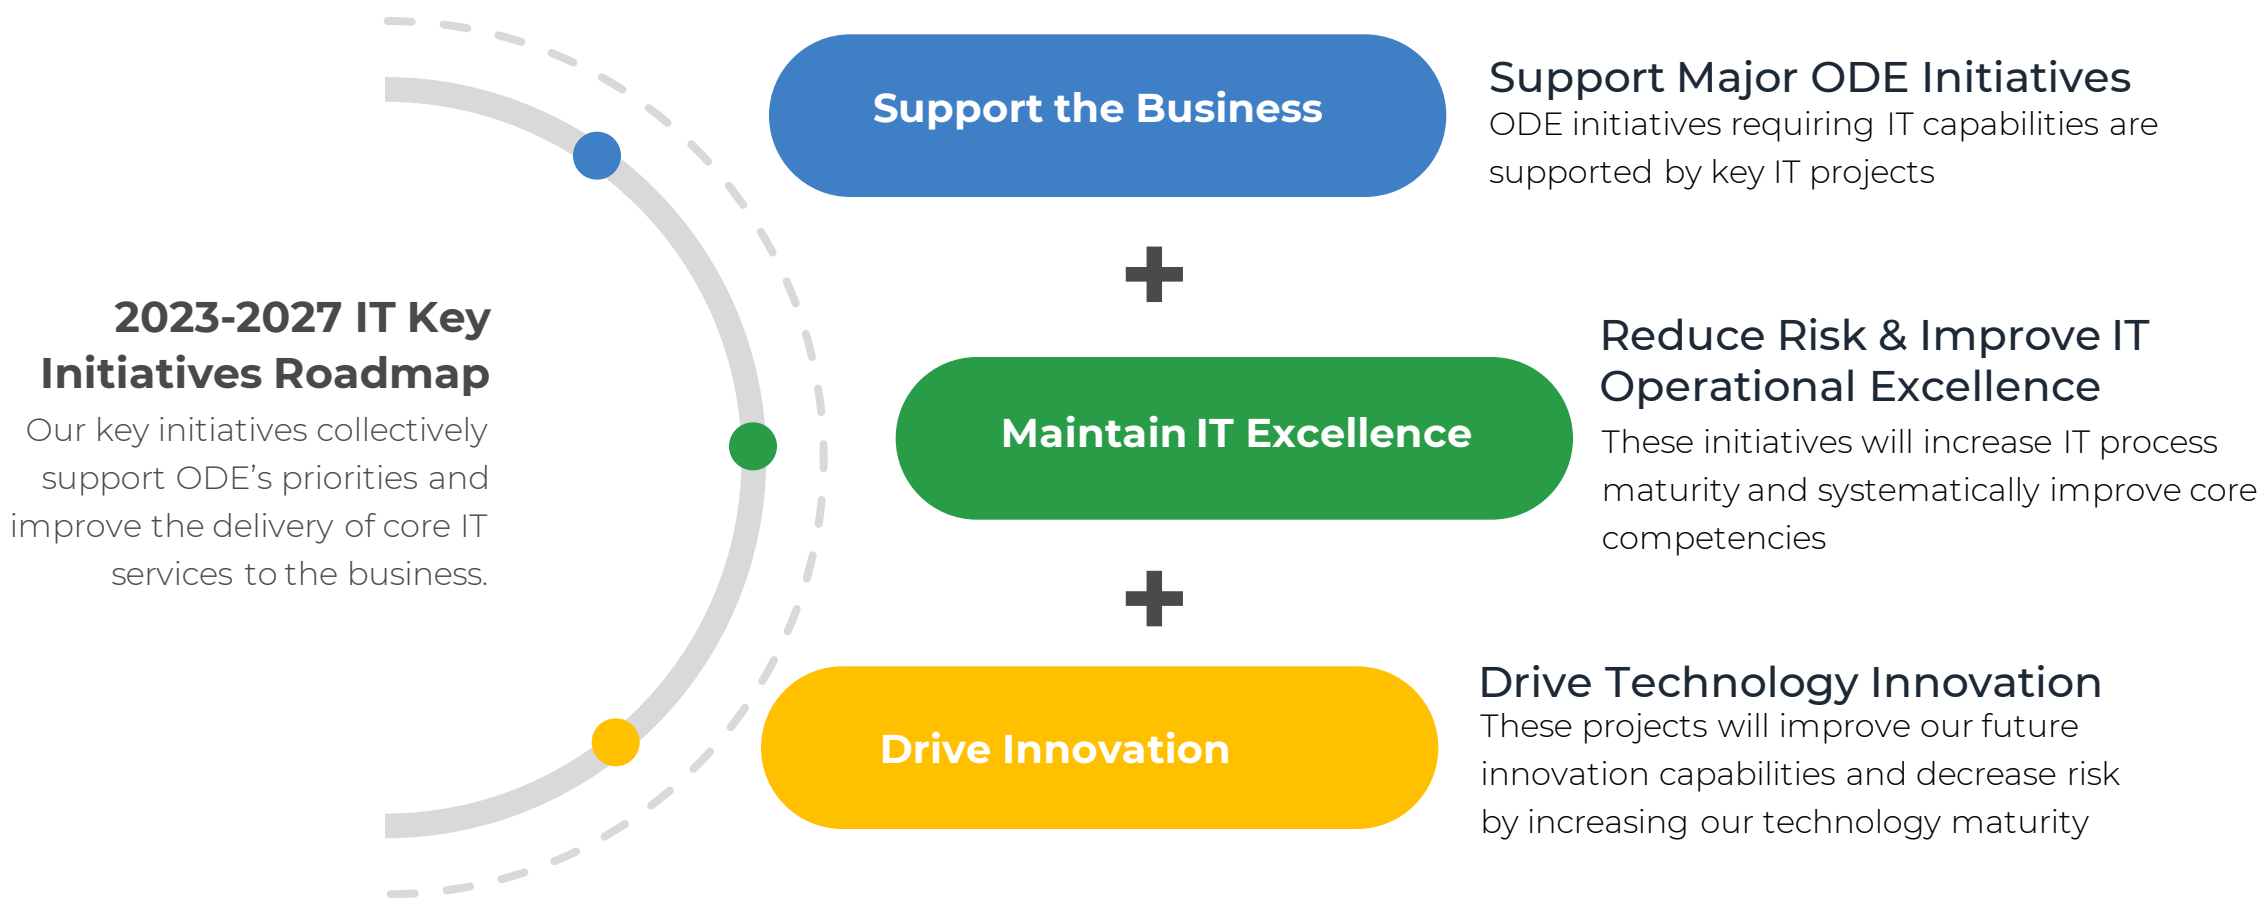 2023-2027 IT Key
Initiatives Roadmap
Our key initiatives collectively
support ODE’s priorities and
improve the delivery of core IT
services to the business.
Support the Business
Support Major ODE Initiatives
ODE initiatives requiring IT capabilities are
supported by key IT projects
+
Maintain IT Excellence
Reduce Risk & Improve IT
Operational Excellence
These initiatives will increase IT process
maturity and systematically improve core
competencies
+
Drive Innovation
Drive Technology Innovation
These projects will improve our future
innovation capabilities and decrease risk
by increasing our technology maturity